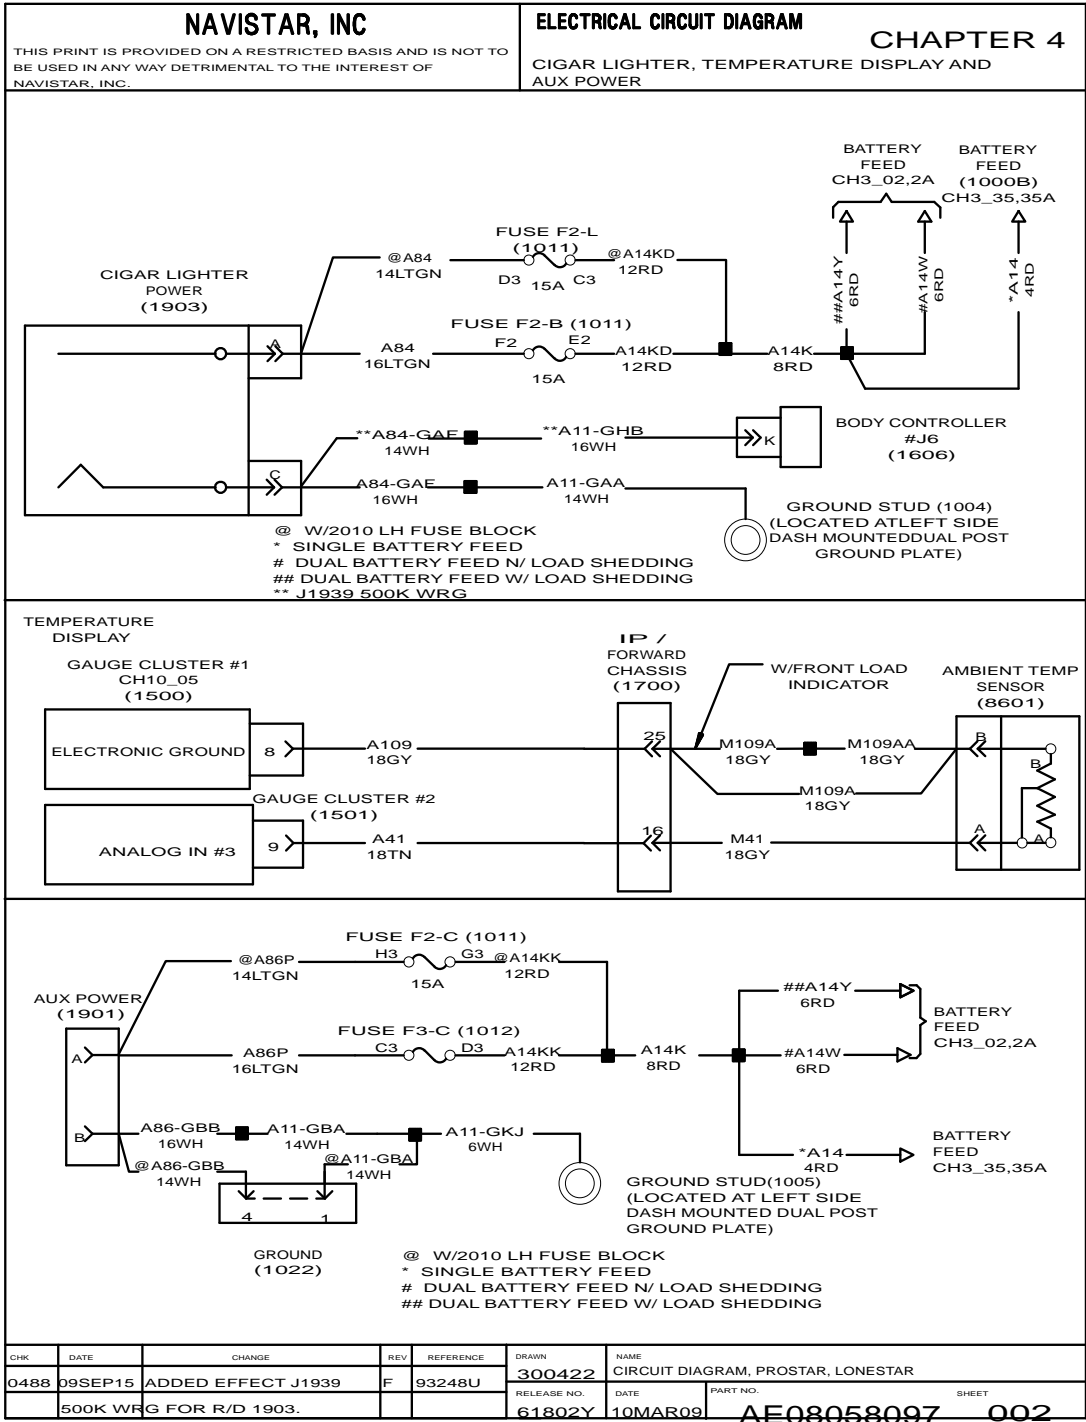 NAVISTAR, INC
THIS PRINT IS PROVIDED ON A RESTRICTED BASIS AND IS NOT TO
BE USED IN ANY WAY DETRIMENTAL TO THE INTEREST OF
NAVISTAR, INC.
ELECTRICAL CIRCUIT DIAGRAM
CHAPTER 4
CIGAR LIGHTER, TEMPERATURE DISPLAY AND
AUX POWER
BATTERY
FEED
CH3_02,2A
BATTERY
FEED
(1000B)
CH3_35,35A
##A14Y
6RD
#A14W
6RD
*A14
4RD
FUSE F2-L
(1011)
@A84
14LTGN
D3
15A
C3
@A14KD
12RD
CIGAR LIGHTER
POWER
(1903)
A
FUSE F2-B (1011)
A84
16LTGN
F2
15A
E2
A14KD
12RD
A14K
8RD
**A84-GAE
14WH
**A11-GHB
16WH
K
BODY CONTROLLER
#J6
(1606)
C
A84-GAE
16WH
A11-GAA
14WH
GROUND STUD (1004)
(LOCATED ATLEFT SIDE
DASH MOUNTEDDUAL POST
GROUND PLATE)
@ W/2010 LH FUSE BLOCK
* SINGLE BATTERY FEED
# DUAL BATTERY FEED N/ LOAD SHEDDING
## DUAL BATTERY FEED W/ LOAD SHEDDING
** J1939 500K WRG
TEMPERATURE
DISPLAY
GAUGE CLUSTER #1
CH10_05
(1500)
ELECTRONIC GROUND
8
A109
18GY
IP /
FORWARD
CHASSIS
(1700)
25
W/FRONT LOAD
INDICATOR
M109A
18GY
M109AA
18GY
M109A
18GY
AMBIENT TEMP
SENSOR
(8601)
B
B
GAUGE CLUSTER #2
(1501)
ANALOG IN #3
9
A41
18TN
16
M41
18GY
A
A
FUSE F2-C (1011)
@A86P
14LTGN
H3
15A
G3
@A14KK
12RD
AUX POWER
(1901)
A
FUSE F3-C (1012)
A86P
16LTGN
C3
D3
A14KK
12RD
A14K
8RD
##A14Y
6RD
#A14W
6RD
BATTERY
FEED
CH3_02,2A
*A14
4RD
BATTERY
FEED
CH3_35,35A
B
A86-GBB
16WH
A11-GBA
14WH
A11-GKJ
6WH
@A86-GBB
14WH
@A11-GBA
14WH
4
1
GROUND
(1022)
GROUND STUD(1005)
(LOCATED AT LEFT SIDE
DASH MOUNTED DUAL POST
GROUND PLATE)
@ W/2010 LH FUSE BLOCK
* SINGLE BATTERY FEED
# DUAL BATTERY FEED N/ LOAD SHEDDING
## DUAL BATTERY FEED W/ LOAD SHEDDING
CHK DATE CHANGE REV REFERENCE
0488 09SEP15 ADDED EFFECT J1939 F 93248U
500K WRG FOR R/D 1903.
DRAWN
300422
NAME
CIRCUIT DIAGRAM, PROSTAR, LONESTAR
RELEASE NO.
61802Y
DATE
10MAR09
PART NO.
AE08058097
SHEET
002